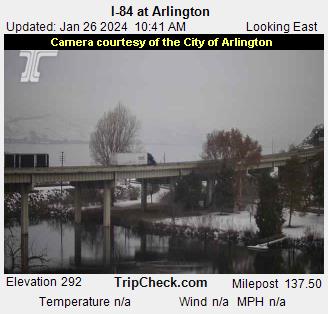 I-84 at Arlington
Updated: Jan 26 2024 10:41 AM Looking East
Camera courtesy of the City of Arlington
Elevation 292 TripCheck.com Milepost 137.50
Temperature n/a Wind n/a MPH n/a